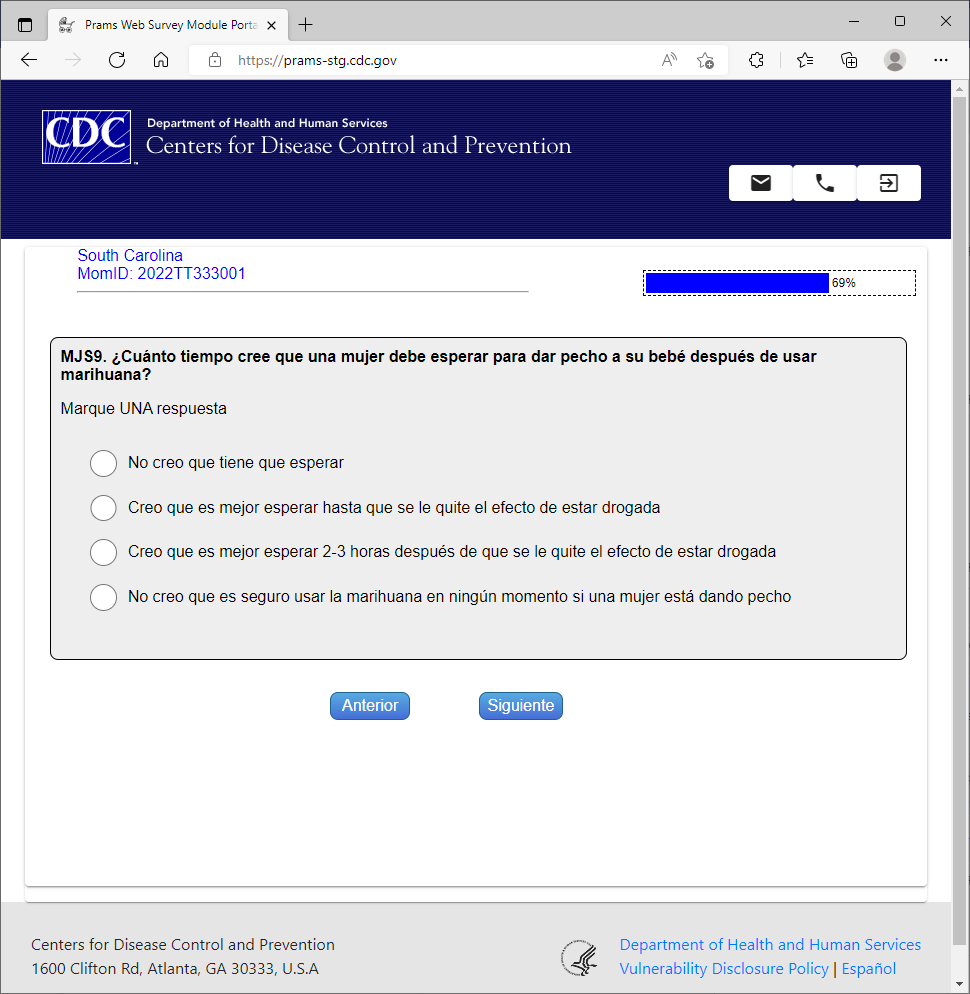 Prams Web Survey Module Porta
https://prams-stg.cdc.gov
CDC
Department of Health and Human Services
Centers for Disease Control and Prevention
South Carolina
MomID: 2022TT333001
69%
MJS9. ¿Cuánto tiempo cree que una mujer debe esperar para dar pecho a su bebé después de usar
marihuana?
Marque UNA respuesta
No creo que tiene que esperar
Creo que es mejor esperar hasta que se le quite el efecto de estar drogada
Creo que es mejor esperar 2-3 horas después de que se le quite el efecto de estar drogada
No creo que es seguro usar la marihuana en ningún momento si una mujer está dando pecho
Anterior Siguiente
Centers for Disease Control and Prevention
1600 Clifton Rd, Atlanta, GA 30333, U.S.A
Department of Health and Human Services
Vulnerability Disclosure Policy | Español